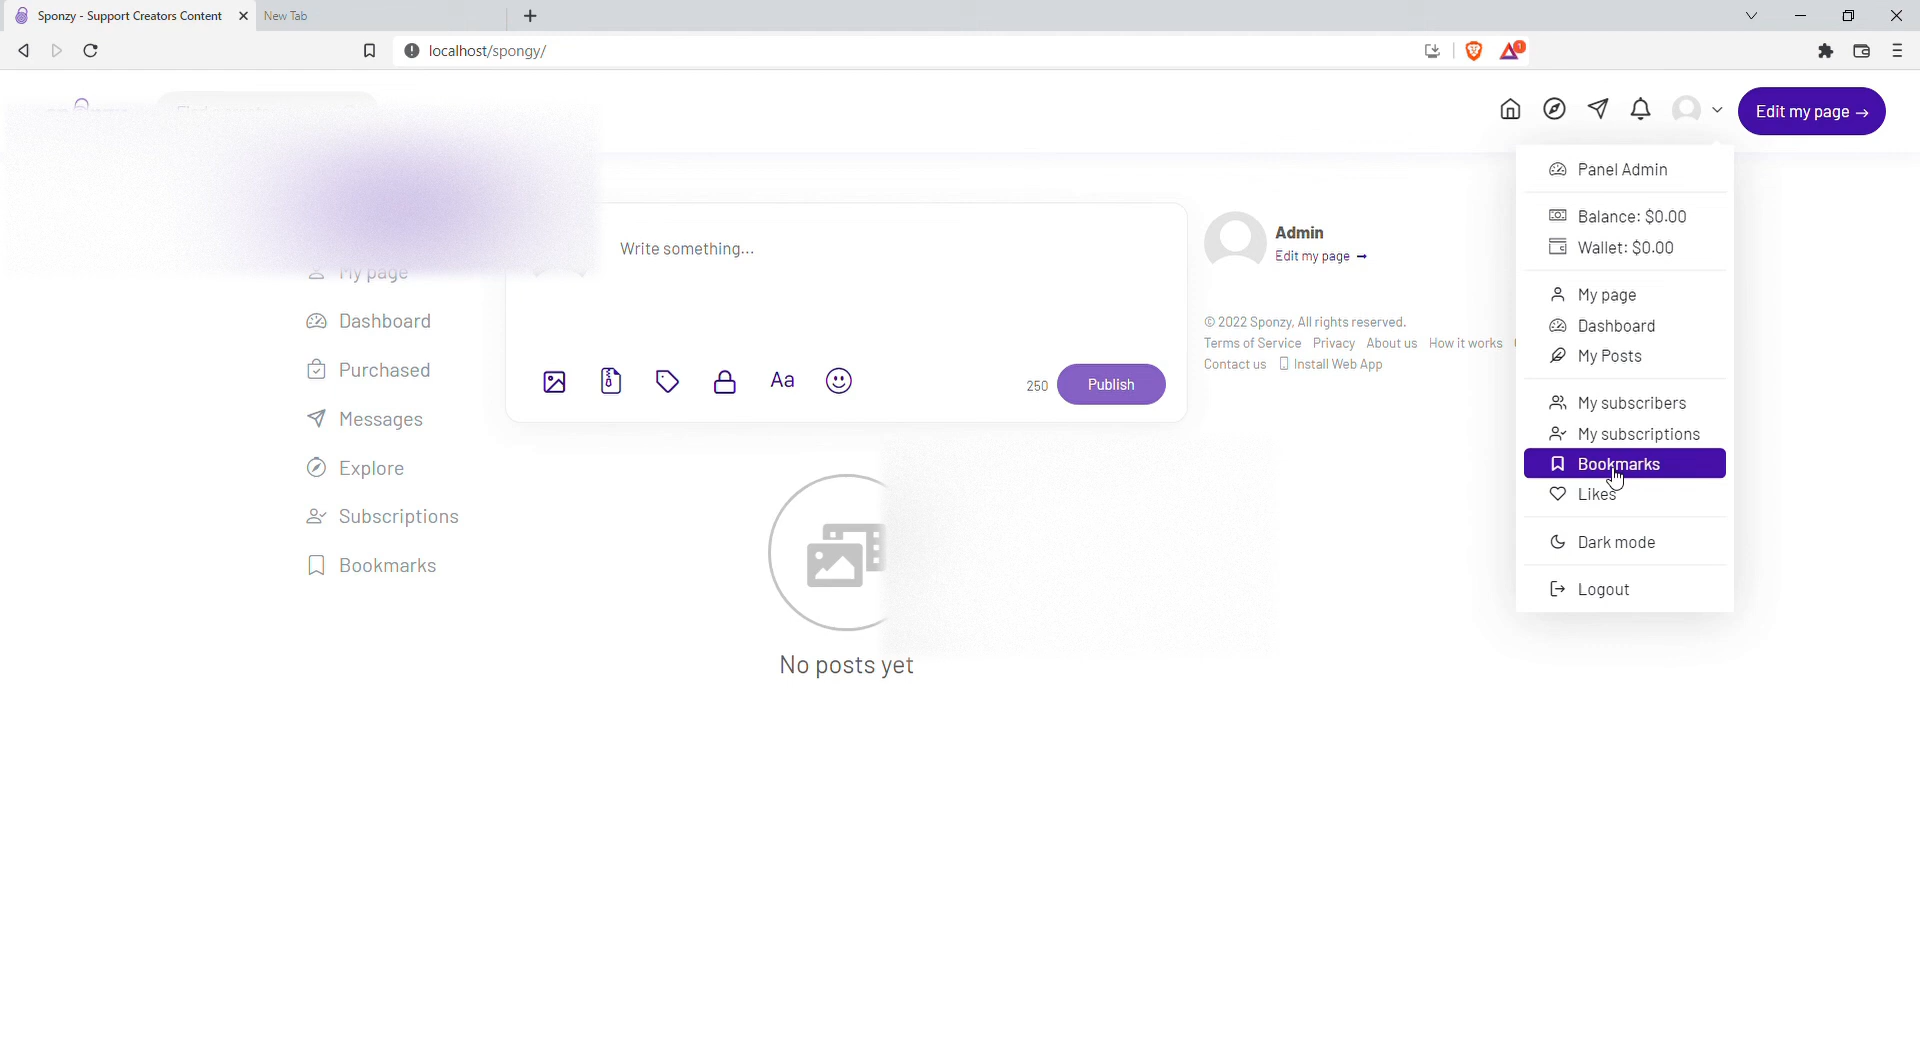 Sponzy - Support Creators Content
New Tab
localhost/spongy/
1
Edit my page →
Panel Admin
Balance: $0.00
Wallet: $0.00
My page
Dashboard
My Posts
My subscribers
My subscriptions
Bookmarks
Likes
Dark mode
Logout
My page
Dashboard
Purchased
Messages
Explore
Subscriptions
Bookmarks
Write something...
Aa
250
Publish
No posts yet
Admin
Edit my page →
© 2022 Sponzy, All rights reserved.
Terms of Service Privacy About us How it works
Contact us Install Web App